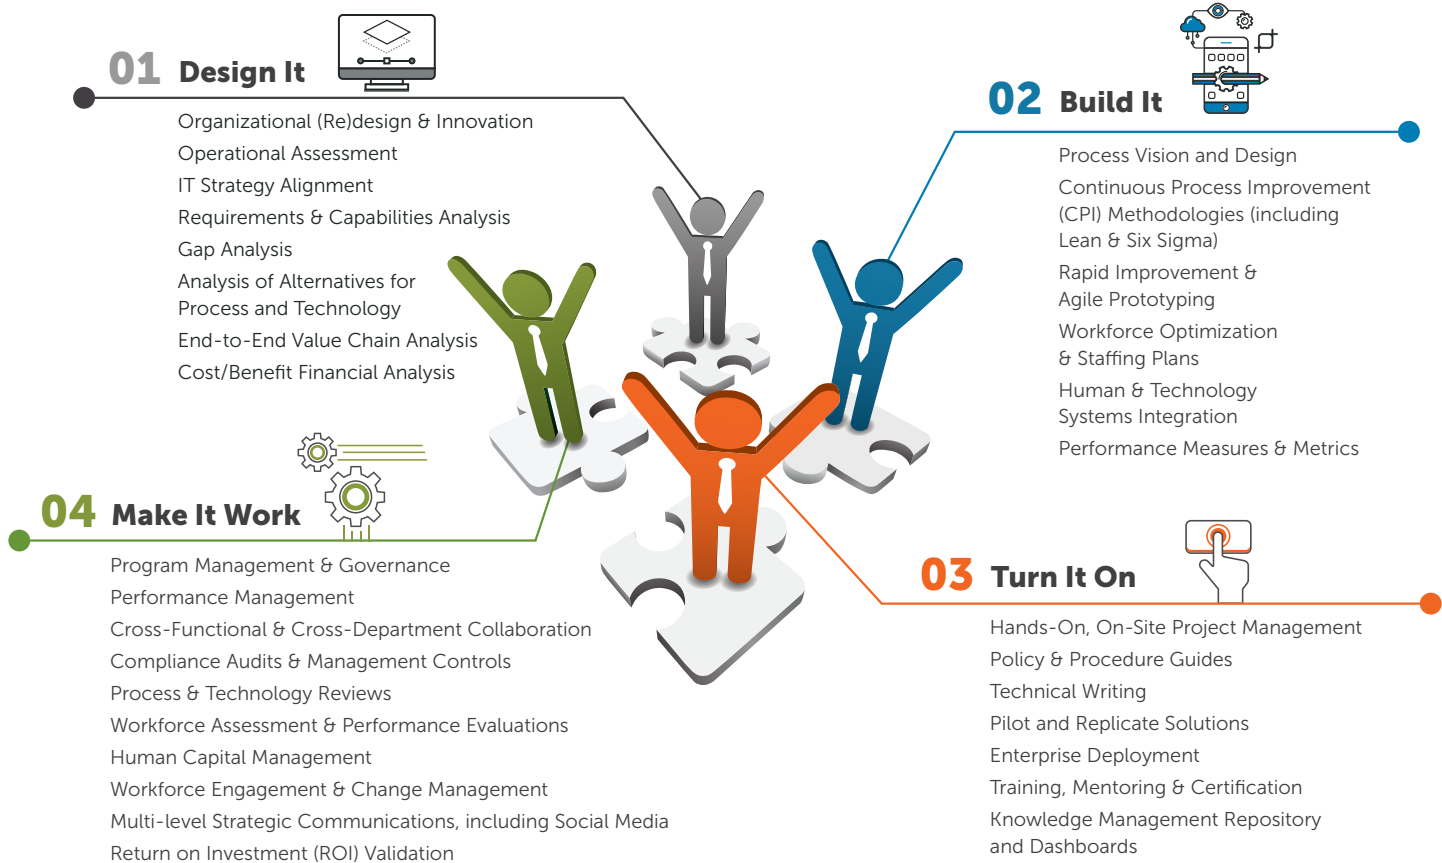 01 Design It
Organizational (Re)design & Innovation
Operational Assessment
IT Strategy Alignment
Requirements & Capabilities Analysis
Gap Analysis
Analysis of Alternatives for
Process and Technology
End-to-End Value Chain Analysis
Cost/Benefit Financial Analysis
02 Build It
Process Vision and Design
Continuous Process Improvement
(CPI) Methodologies (including
Lean & Six Sigma)
Rapid Improvement &
Agile Prototyping
Workforce Optimization
& Staffing Plans
Human & Technology
Systems Integration
Performance Measures & Metrics
03 Turn It On
Hands-On, On-Site Project Management
Policy & Procedure Guides
Technical Writing
Pilot and Replicate Solutions
Enterprise Deployment
Training, Mentoring & Certification
Knowledge Management Repository
and Dashboards
04 Make It Work
Program Management & Governance
Performance Management
Cross-Functional & Cross-Department Collaboration
Compliance Audits & Management Controls
Process & Technology Reviews
Workforce Assessment & Performance Evaluations
Human Capital Management
Workforce Engagement & Change Management
Multi-level Strategic Communications, including Social Media
Return on Investment (ROI) Validation